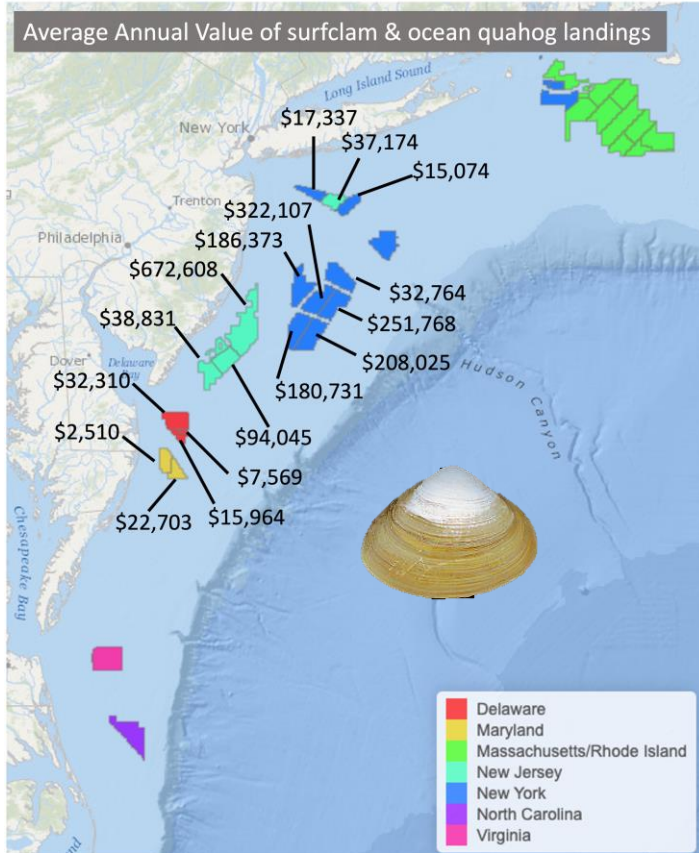 Average Annual Value of surfclam & ocean quahog landings
Long Island Sound
$17,337
New York
$37,174
$15,074
Trenton
$322,107
Philadelphia
$186,373
$672,608
$32,764
$38,831
$251,768
Dover
Delaware
Bay
$208,025
Hudson Canyon
$32,310
$180,731
$2,510
$94,045
$7,569
$22,703
$15,964
Chesapeake Bay
Delaware
Maryland
Massachusetts/Rhode Island
New Jersey
New York
North Carolina
Virginia